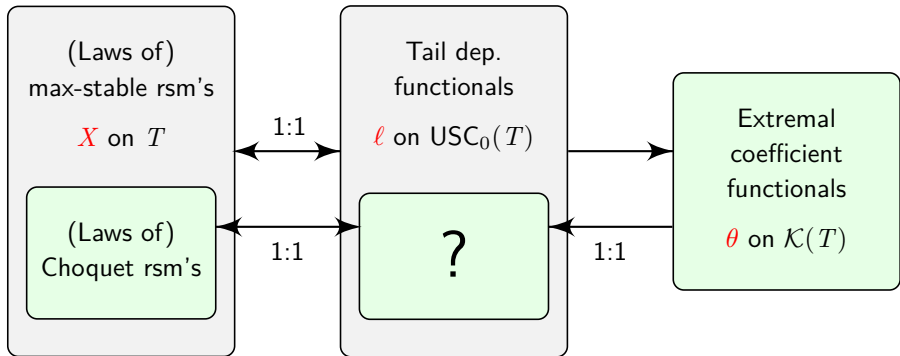 (Laws of)
max-stable rsm's
X on T
(Laws of)
Choquet rsm's
1:1
1:1
Tail dep.
functionals
ℓ on USC₀(T)
?
1:1
Extremal
coefficient
functionals
θ on 𝒦(T)